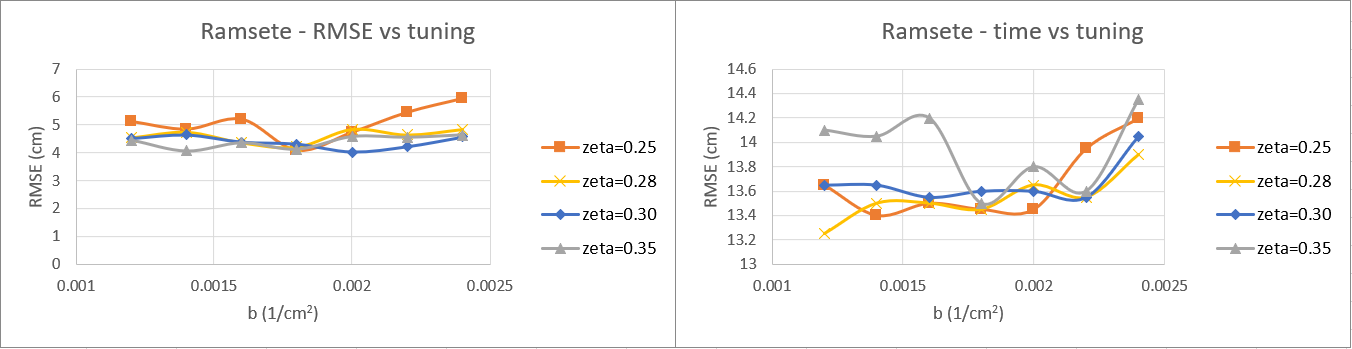 Ramsete - RMSE vs tuning
7
6
5
4
3
2
1
0
RMSE (cm)
0.001
0.0015
0.002
0.0025
b (1/cm²)
zeta=0.25
zeta=0.28
zeta=0.30
zeta=0.35
Ramsete - time vs tuning
14.6
14.4
14.2
14
13.8
13.6
13.4
13.2
13
RMSE (cm)
0.001
0.0015
0.002
0.0025
b (1/cm²)
zeta=0.25
zeta=0.28
zeta=0.30
zeta=0.35